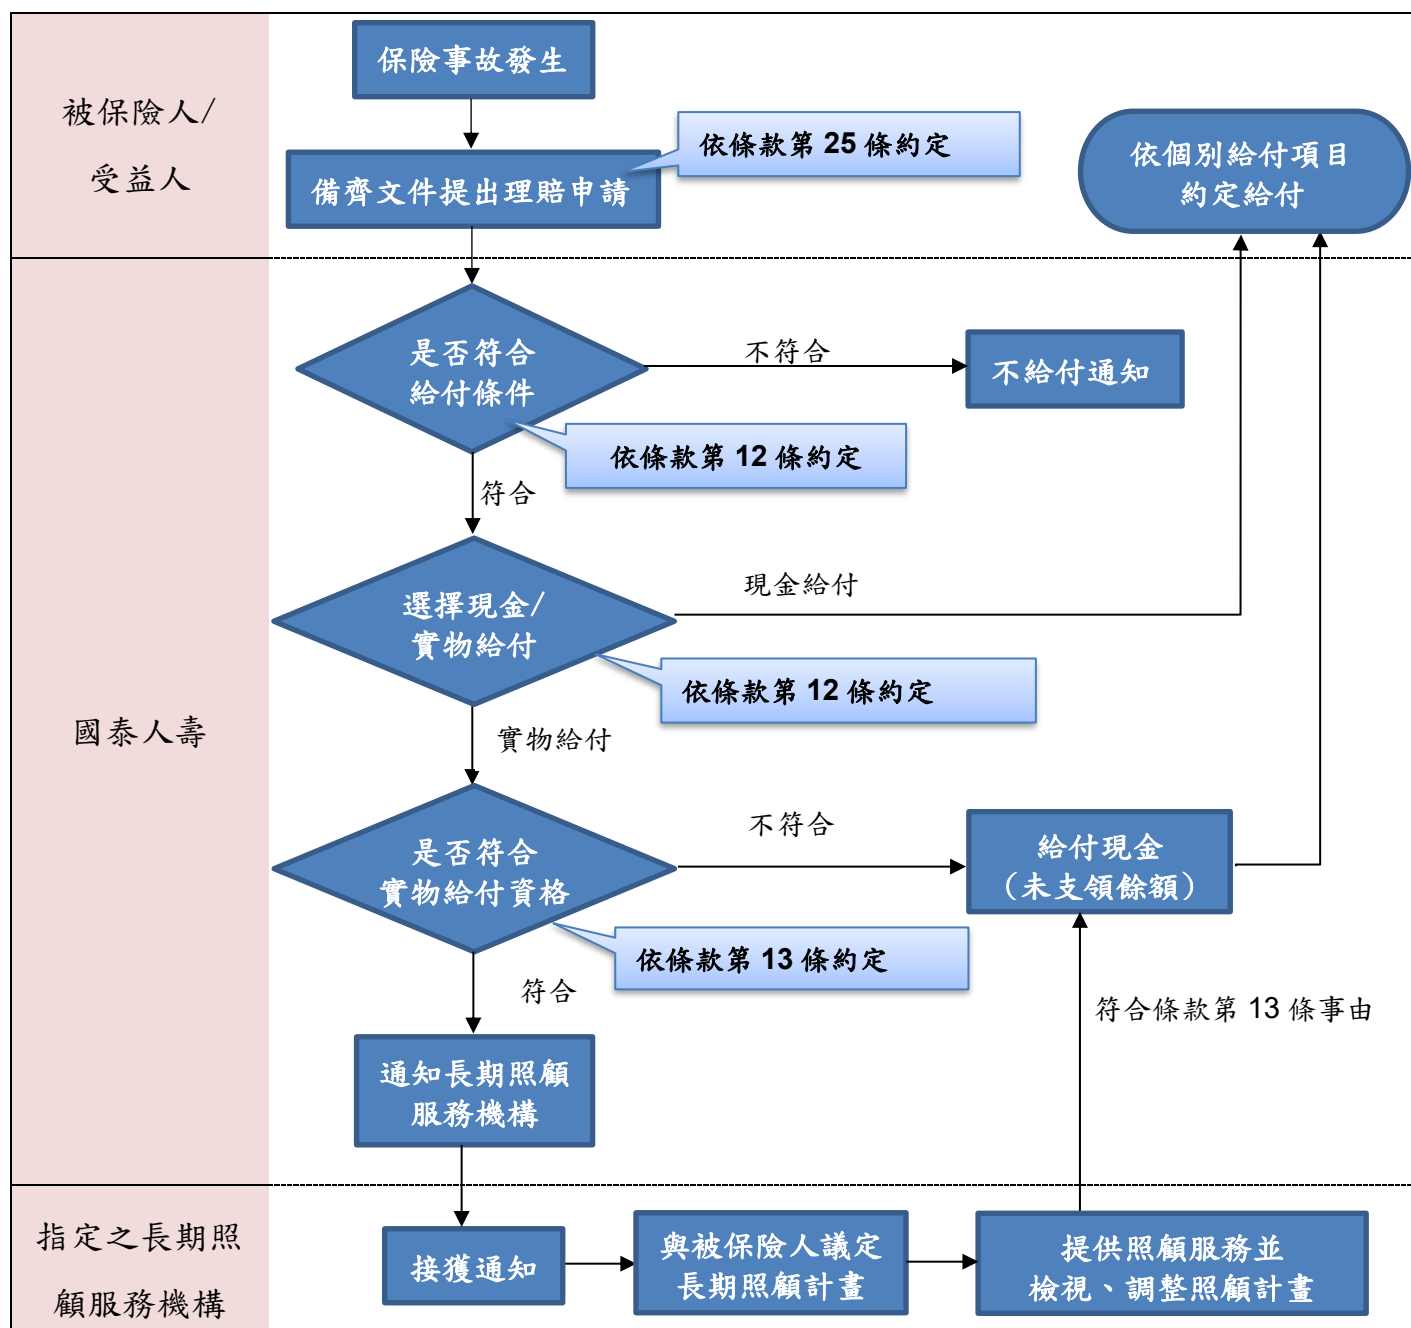 被保險人/
受益人
保險事故發生
依條款第 25 條約定
備齊文件提出理賠申請
依個別給付項目
約定給付
國泰人壽
是否符合
給付條件
不符合
不給付通知
依條款第 12 條約定
符合
選擇現金/
實物給付
現金給付
依條款第 12 條約定
實物給付
是否符合
實物給付資格
不符合
給付現金
（未支領餘額）
依條款第 13 條約定
符合
符合條款第 13 條事由
通知長期照顧
服務機構
指定之長期照
顧服務機構
接獲通知
與被保險人議定
長期照顧計畫
提供照顧服務並
檢視、調整照顧計畫